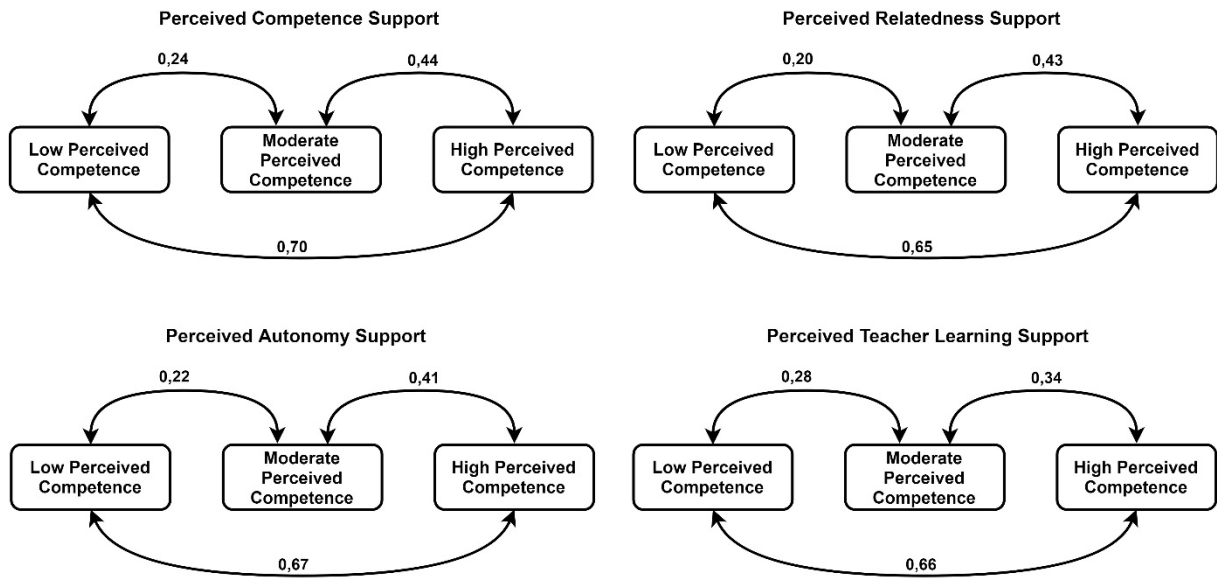 Perceived Competence Support
0,24
0,44
Low Perceived
Competence
Moderate
Perceived
Competence
High Perceived
Competence
0,70
Perceived Relatedness Support
0,20
0,43
Low Perceived
Competence
Moderate
Perceived
Competence
High Perceived
Competence
0,65
Perceived Autonomy Support
0,22
0,41
Low Perceived
Competence
Moderate
Perceived
Competence
High Perceived
Competence
0,67
Perceived Teacher Learning Support
0,28
0,34
Low Perceived
Competence
Moderate
Perceived
Competence
High Perceived
Competence
0,66